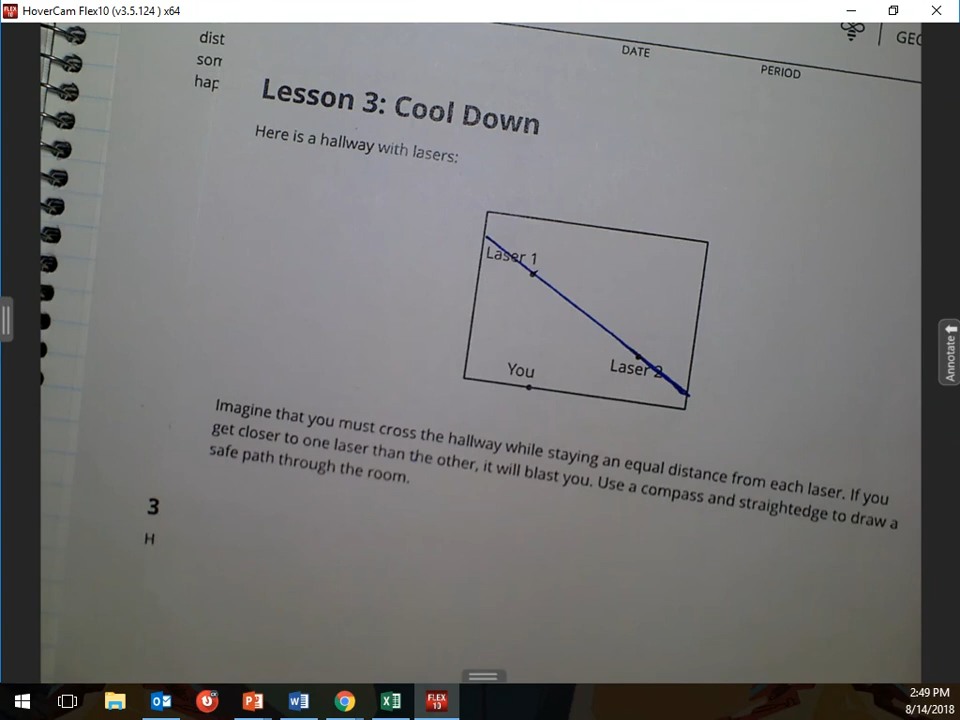 HoverCam Flex10 (v3.5.124 ) x64
dist
som
hap
DATE
PERIOD
GEO
Lesson 3: Cool Down
Here is a hallway with lasers:
Laser 1
Laser 2
You
Imagine that you must cross the hallway while staying an equal distance from each laser. If you
get closer to one laser than the other, it will blast you. Use a compass and straightedge to draw a
safe path through the room.
3
H
Annotate
FLEX 10
2:49 PM
8/14/2018